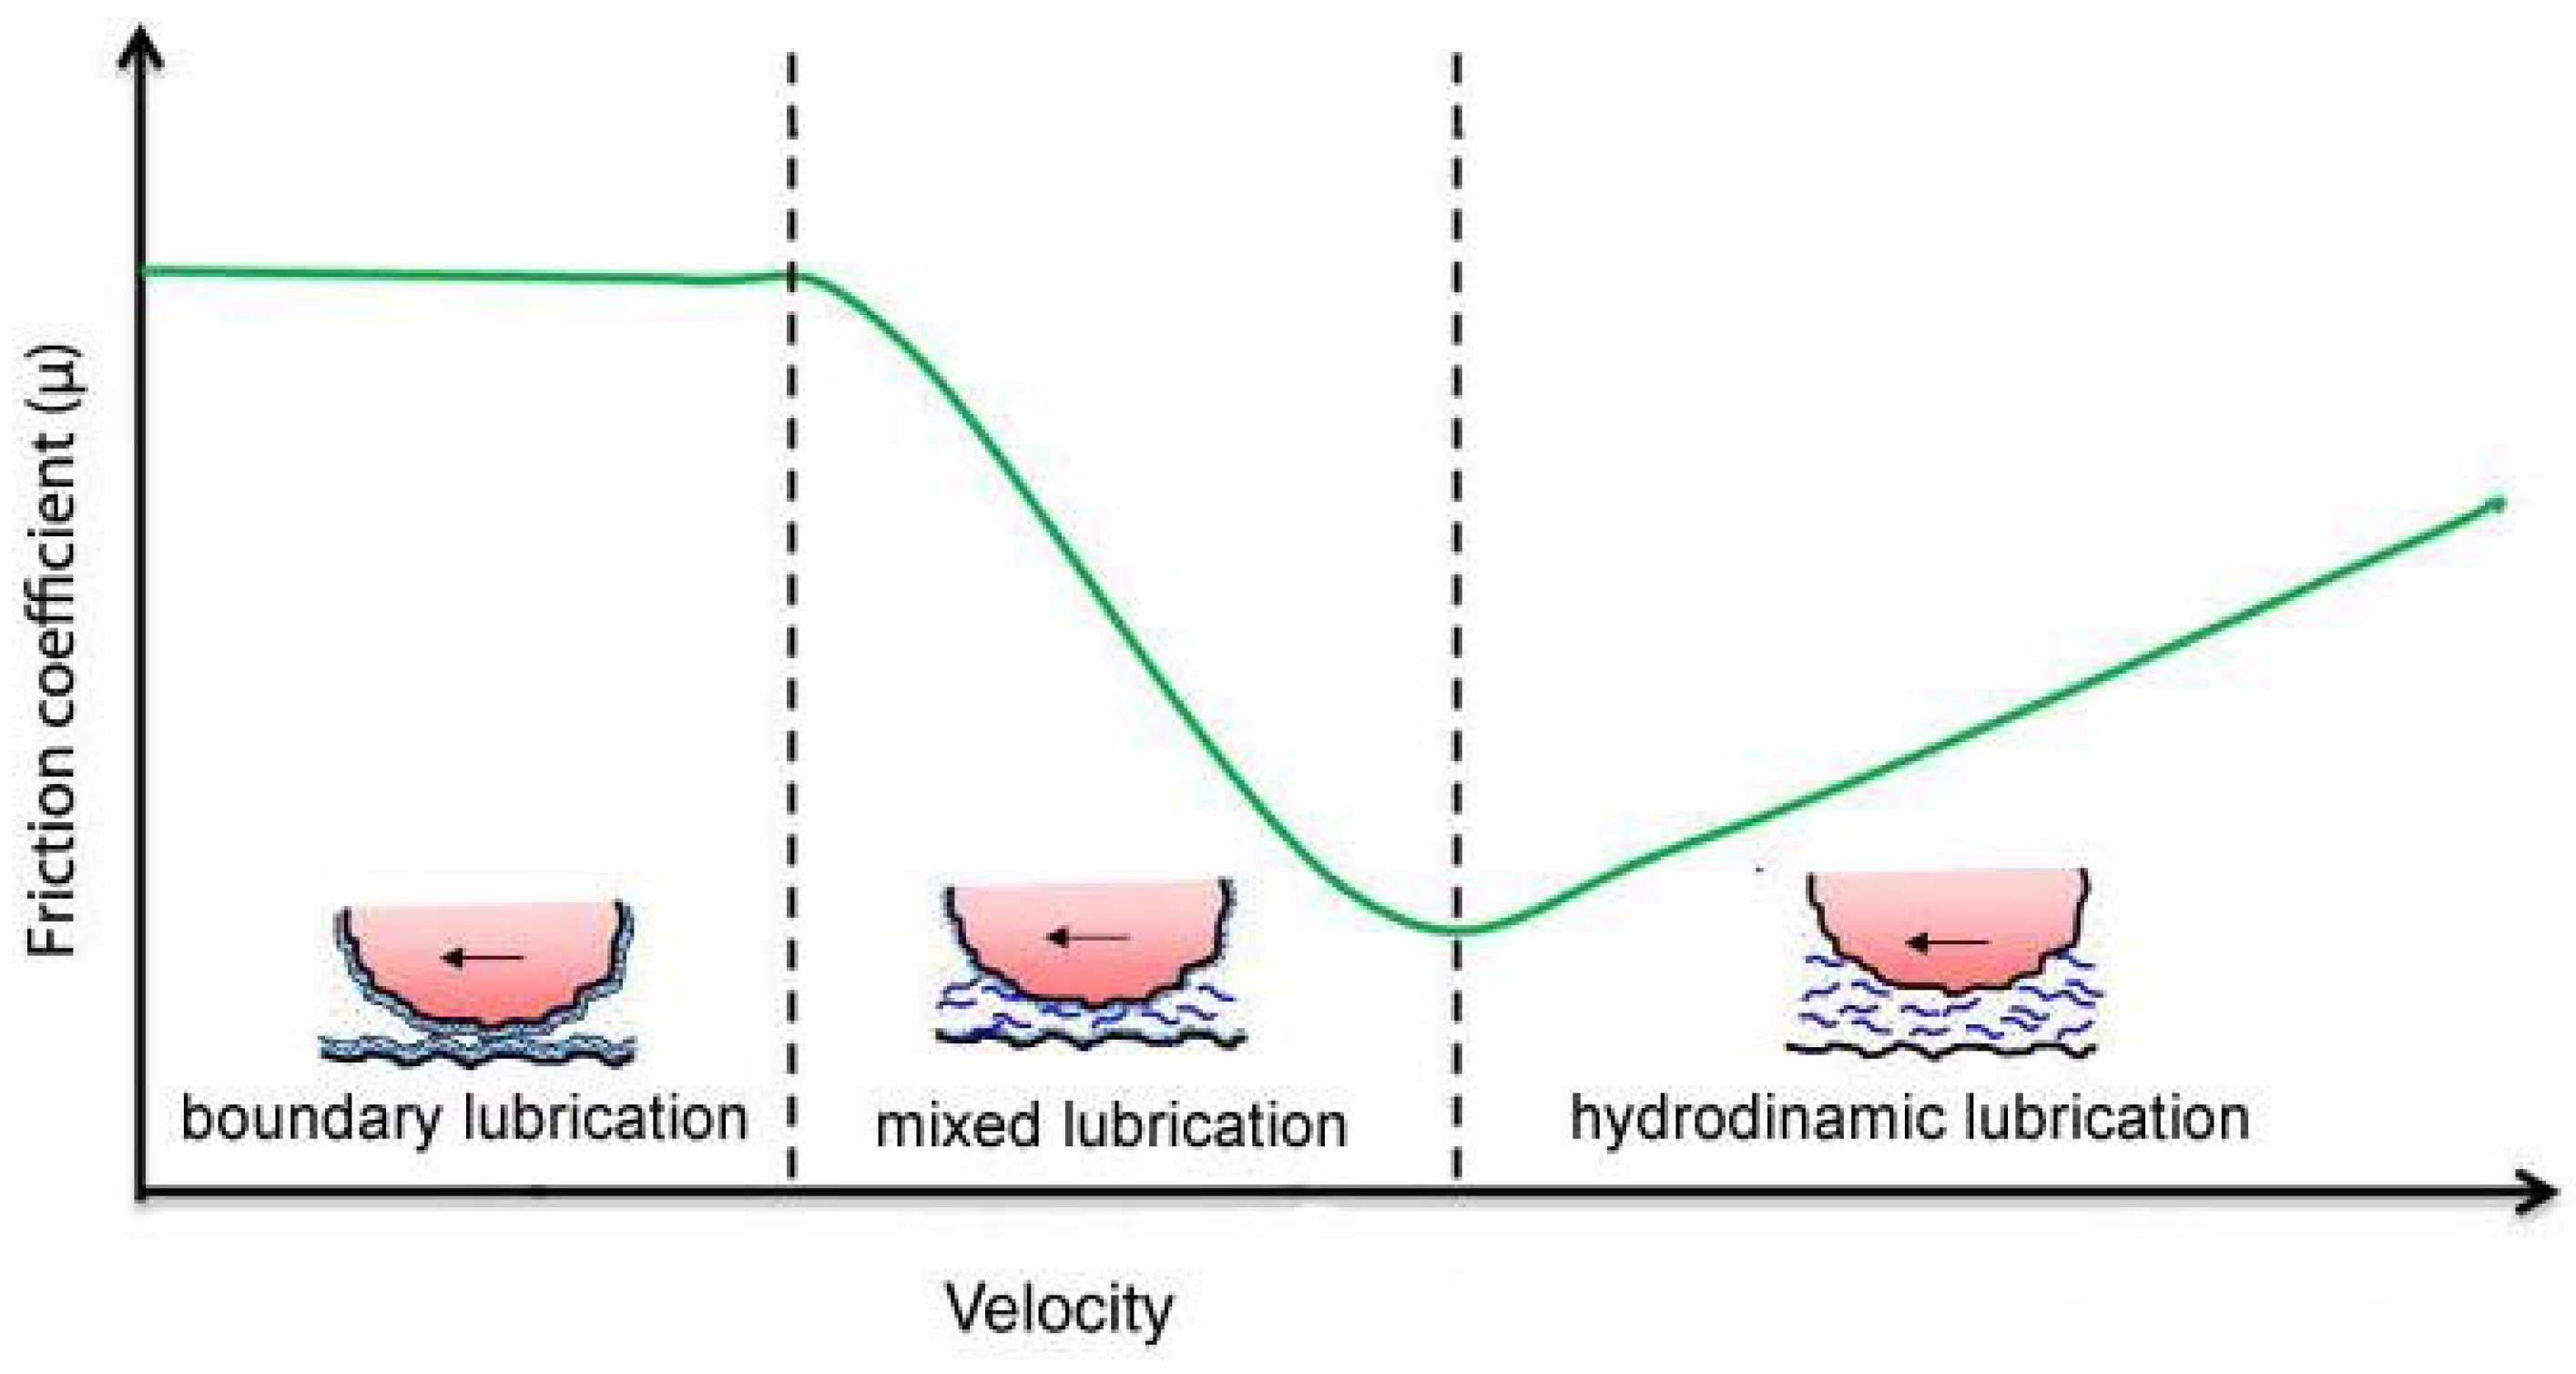 Friction coefficient (μ)
boundary lubrication
mixed lubrication
hydrodinamic lubrication
Velocity